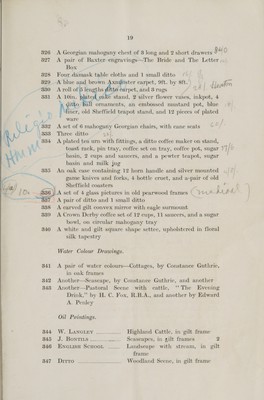 19
326 A Georgian mahogany chest of 3 long and 2 short drawers
327 A pair of Baxter engravings—The Bride and The Letter
Box
328 Four damask table cloths and 1 small ditto
329 A blue and brown Axminster carpet, 9ft. by 6ft.
330 A roll of 3 lengths ditto carpet, and 3 rugs
331 A 10in. plated cake stand, 2 silver flower vases, inkpot, 4
ditto full ornaments, an embossed mustard pot, blue
liner, old Sheffield teapot stand, and 12 pieces of plated
ware
332 A set of 6 mahogany Georgian chairs, with cane seats
333 Three ditto
334 A plated tea urn with fittings, a ditto coffee maker on stand,
toast rack, pin tray, coffee set on tray, coffee pot, sugar
basin, 2 cups and saucers, and a pewter teapot, sugar
basin and milk jug
335 An oak case containing 12 horn handle and silver mounted
game knives and forks, 4 bottle cruet, and a pair of old
Sheffield coasters
336 A set of 4 glass pictures in old pearwood frames
337 A pair of ditto and 1 small ditto
338 A carved gilt convex mirror with eagle surmount
339 A Crown Derby coffee set of 12 cups, 11 saucers, and a sugar
bowl, on circular mahogany tray
340 A white and gilt square shape settee, upholstered in floral
silk tapestry
Water Colour Drawings.
341 A pair of water colours—Cottages, by Constance Guthrie,
in oak frames
342 Another—Seascape, by Constance Guthrie, and another
343 Another—Pastoral Scene with cattle, "The Evening
Drink," by H. C. Fox, R.B.A., and another by Edward
A. Penley
Oil Paintings.
344 W. Langley Highland Cattle, in gilt frame
345 J. Bonteel Seascapes, in gilt frames 2
346 English School Landscape with stream, in gilt
frame
347 Ditto Woodland Scene, in gilt frame